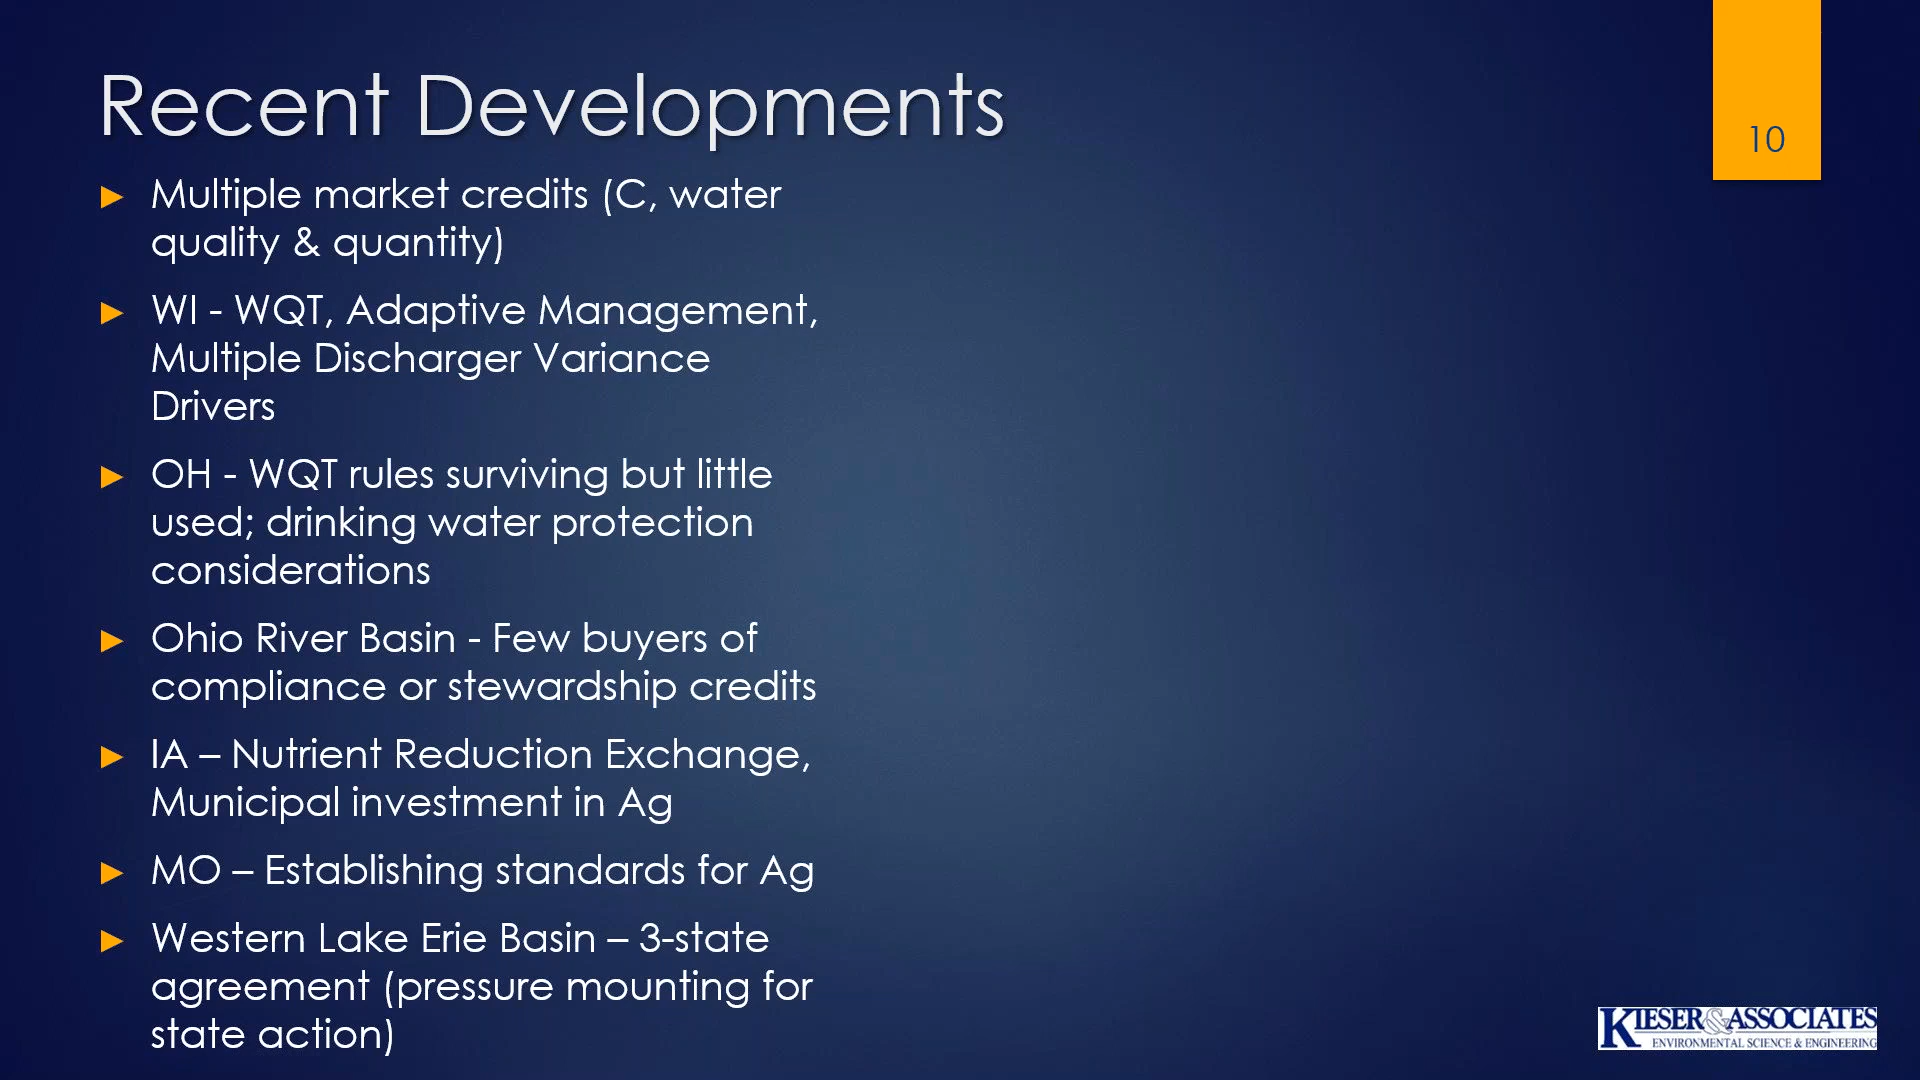 Recent Developments
10
► Multiple market credits (C, water
quality & quantity)
► WI - WQT, Adaptive Management,
Multiple Discharger Variance
Drivers
► OH - WQT rules surviving but little
used; drinking water protection
considerations
► Ohio River Basin - Few buyers of
compliance or stewardship credits
► IA – Nutrient Reduction Exchange,
Municipal investment in Ag
► MO – Establishing standards for Ag
► Western Lake Erie Basin – 3-state
agreement (pressure mounting for
state action)
KIESER & ASSOCIATES
ENVIRONMENTAL SCIENCE & ENGINEERING